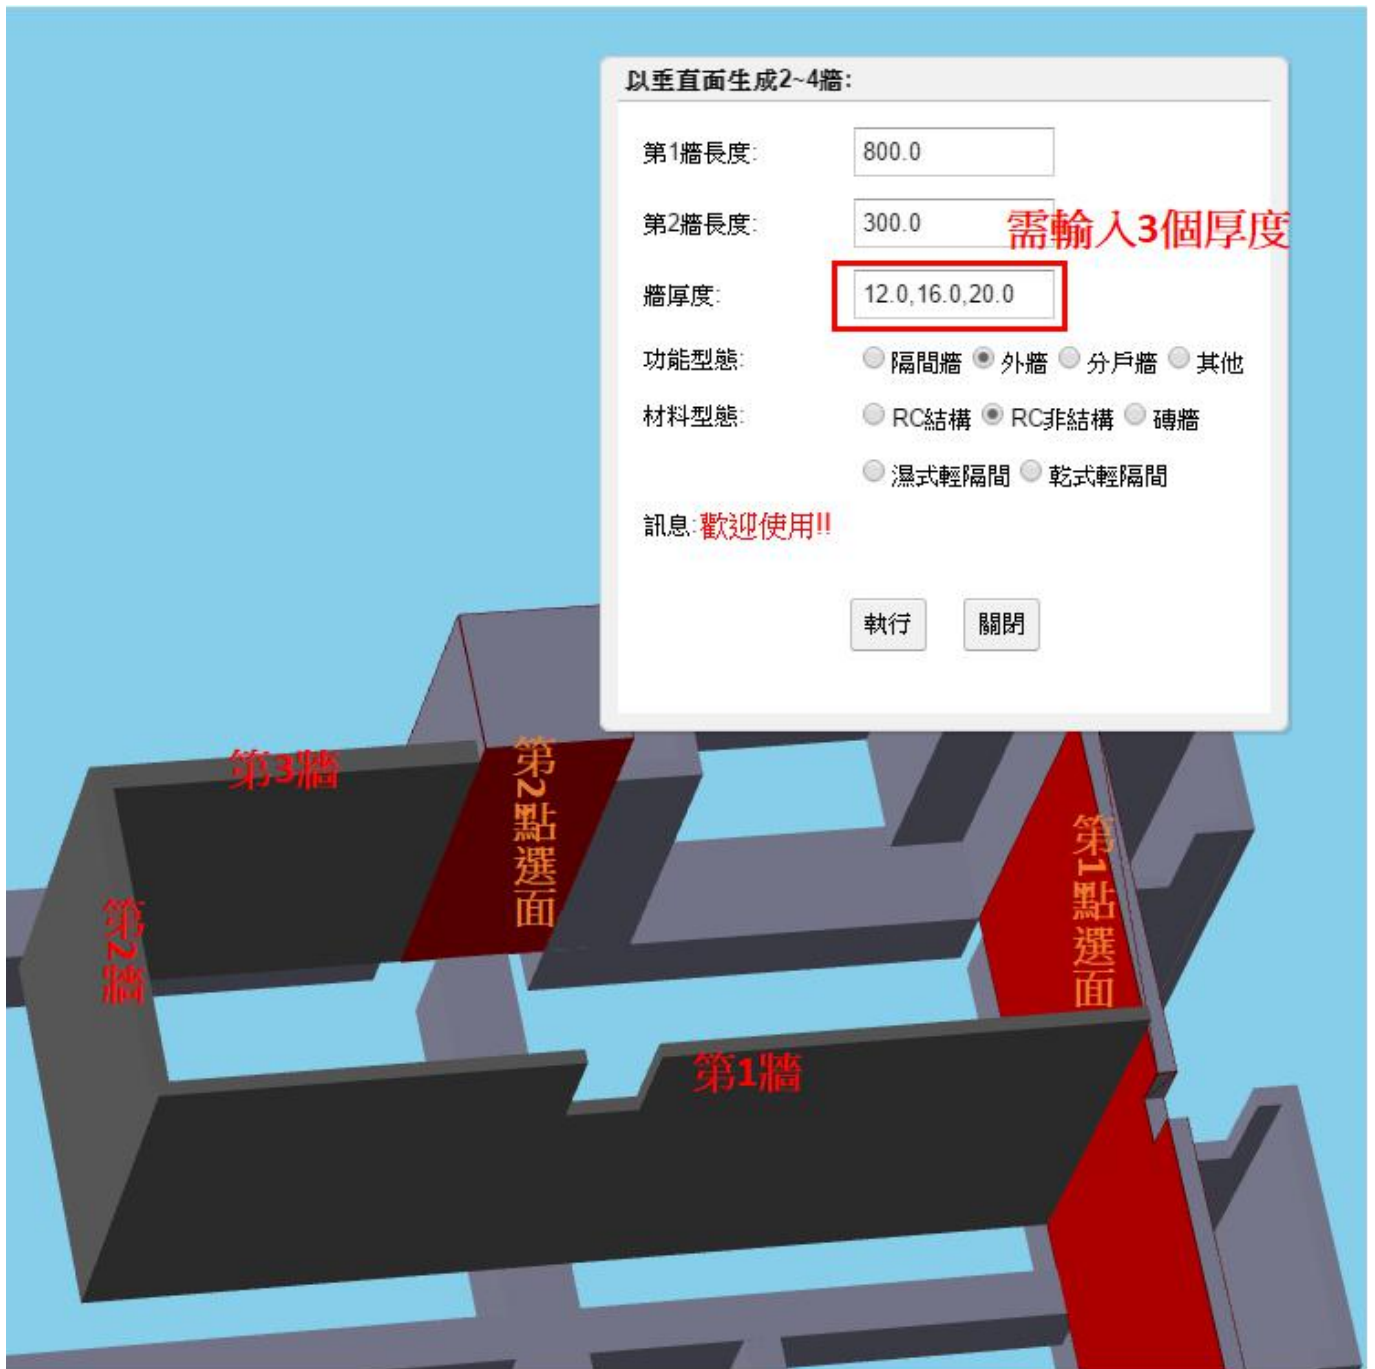 以垂直面生成2~4牆:
第1牆長度:
800.0
第2牆長度:
300.0
需輸入3個厚度
牆厚度:
12.0,16.0,20.0
功能型態:
隔間牆 外牆 分戶牆 其他
材料型態:
RC結構 RC非結構 磚牆
濕式輕隔間 乾式輕隔間
訊息:歡迎使用!!
執行 關閉
第3牆
第2點選面
第1點選面
第2牆
第1牆